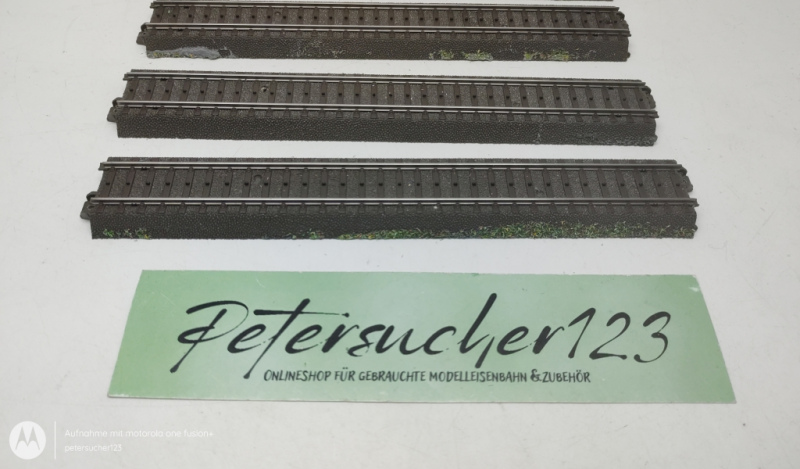 Petersucher123
ONLINESHOP FÜR GEBRAUCHTE MODELLEISENBAHN & ZUBEHÖR
Aufnahme mit motorola one fusion+
petersucher123